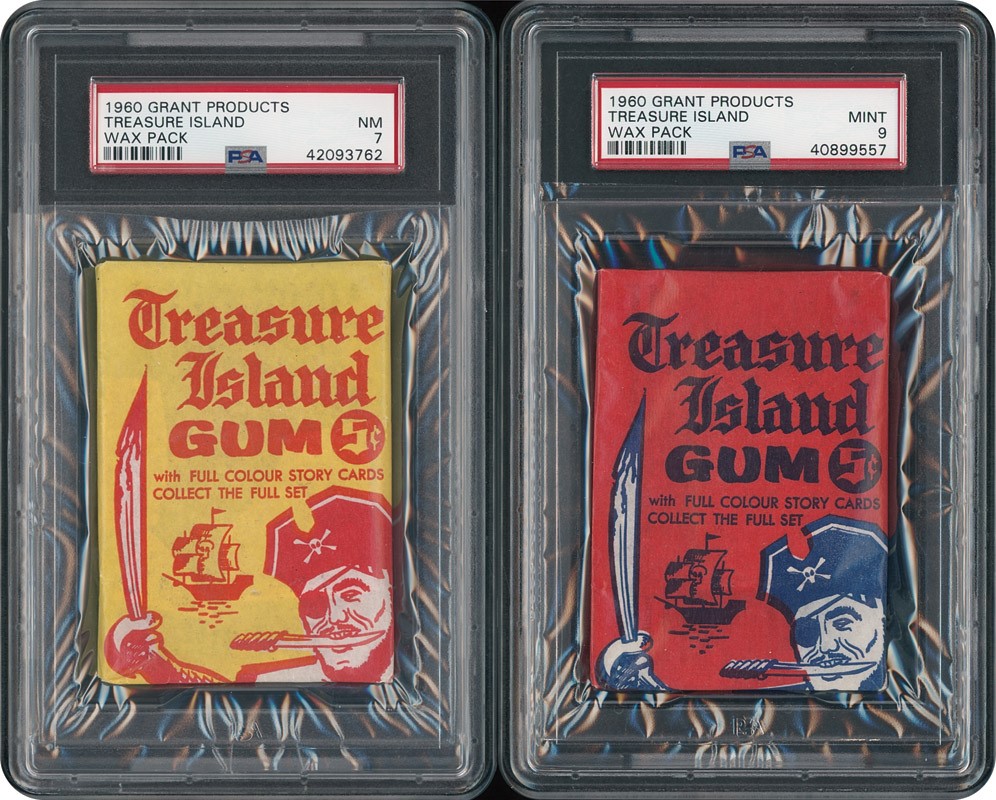 1960 GRANT PRODUCTS
TREASURE ISLAND NM
WAX PACK 7
PSA 42093762
Treasure
Island
GUM 5¢
with FULL COLOUR STORY CARDS
COLLECT THE FULL SET
1960 GRANT PRODUCTS
TREASURE ISLAND MINT
WAX PACK 9
PSA 40899557
Treasure
Island
GUM 5¢
with FULL COLOUR STORY CARDS
COLLECT THE FULL SET
PSA